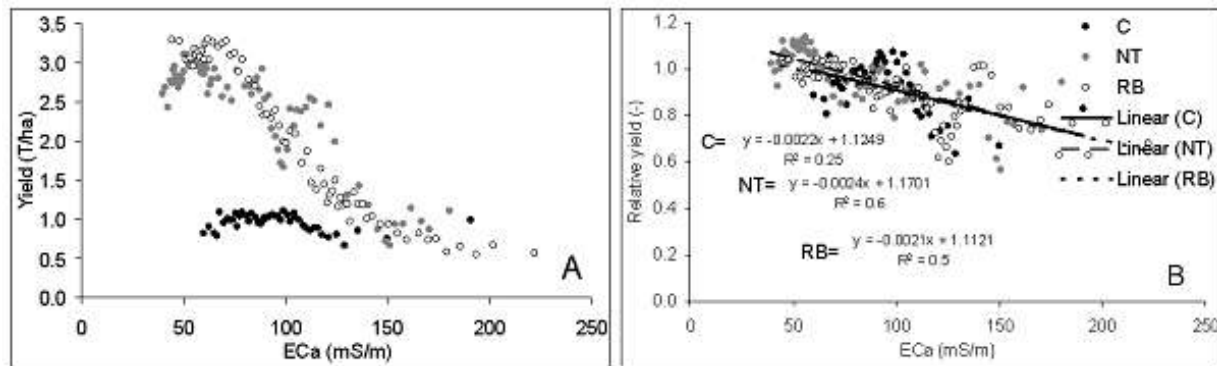 3.5
3.0
2.5
2.0
1.5
1.0
0.5
0.0
Yield (T/ha)
A
0 50 100 150 200 250
ECa (mS/m)
1.2
1.0
0.8
0.6
0.4
0.2
0.0
Relative yield (-)
C
NT
RB
Linear (C)
Linear (NT)
Linear (RB)
C= y = -0.0022x + 1.1249
R² = 0.25
NT= y = -0.0024x + 1.1701
R² = 0.6
RB= y = -0.0021x + 1.1121
R² = 0.5
B
0 50 100 150 200 250
ECa (mS/m)